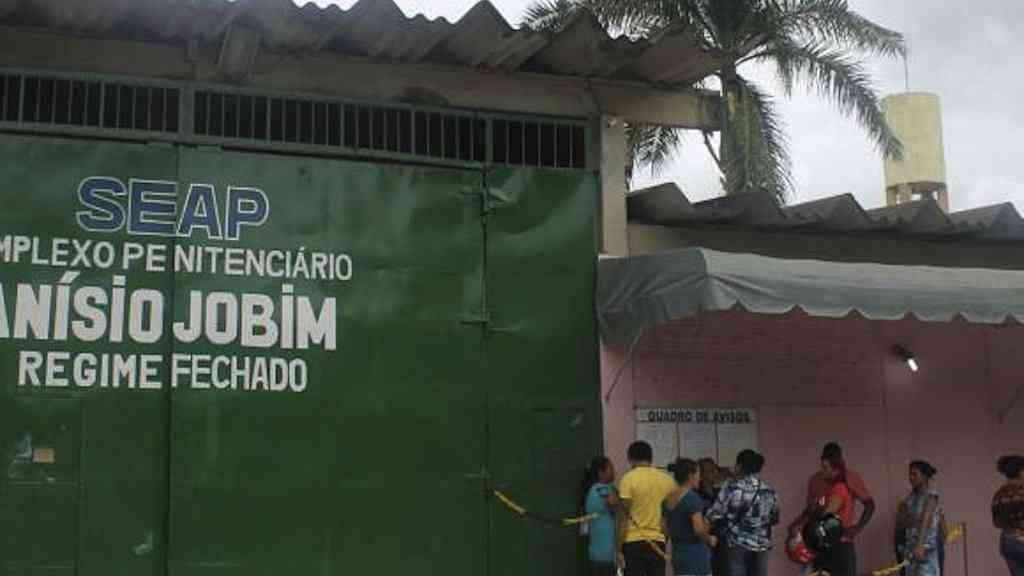 SEAP
MPLEXO PENITENCIÁRIO
ANÍSIO JOBIM
REGIME FECHADO
QUADRO DE AVISOS